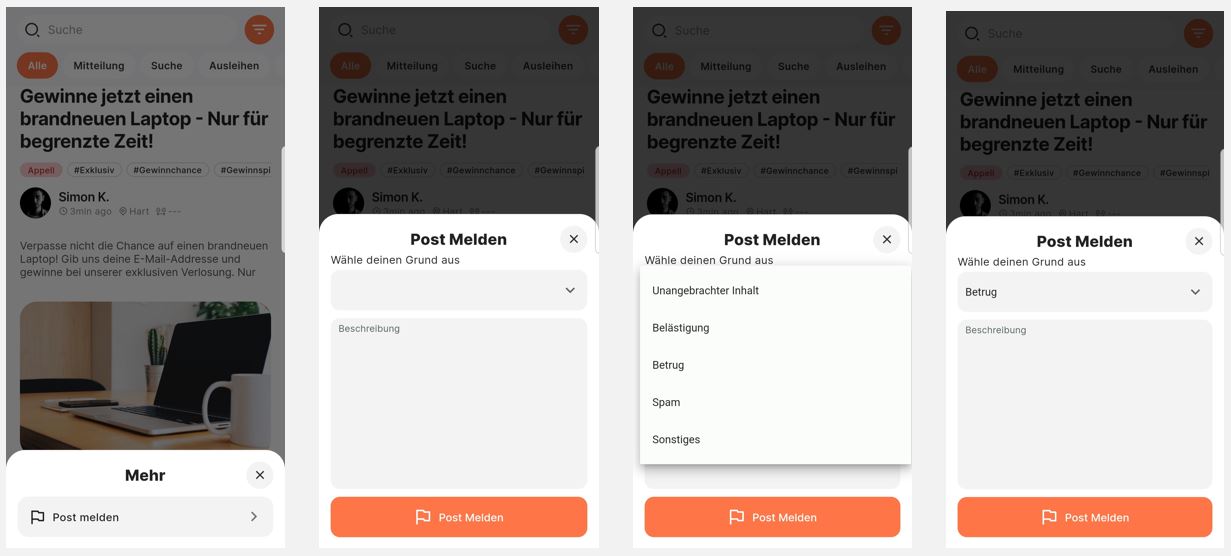 Suche
Alle Mitteilung Suche Ausleihen
Gewinne jetzt einen
brandneuen Laptop - Nur für
begrenzte Zeit!
Appell #Exklusiv #Gewinnchance #Gewinnspi
Simon K.
3min ago Hart ---
Verpasse nicht die Chance auf einen brandneuen
Laptop! Gib uns deine E-Mail-Addresse und
gewinne bei unserer exklusiven Verlosung. Nur
Mehr
Post melden
Suche
Alle Mitteilung Suche Ausleihen
Gewinne jetzt einen
brandneuen Laptop - Nur für
begrenzte Zeit!
Appell #Exklusiv #Gewinnchance #Gewinnspi
Simon K.
3min ago Hart ---
Post Melden
Wähle deinen Grund aus
Beschreibung
Post Melden
Suche
Alle Mitteilung Suche Ausleihen
Gewinne jetzt einen
brandneuen Laptop - Nur für
begrenzte Zeit!
Appell #Exklusiv #Gewinnchance #Gewinnspi
Simon K.
3min ago Hart ---
Post Melden
Wähle deinen Grund aus
Unangebrachter Inhalt
Belästigung
Betrug
Spam
Sonstiges
Post Melden
Suche
Alle Mitteilung Suche Ausleihen
Gewinne jetzt einen
brandneuen Laptop - Nur für
begrenzte Zeit!
Appell #Exklusiv #Gewinnchance #Gewinnspi
Simon K.
3min ago Hart ---
Post Melden
Wähle deinen Grund aus
Betrug
Beschreibung
Post Melden